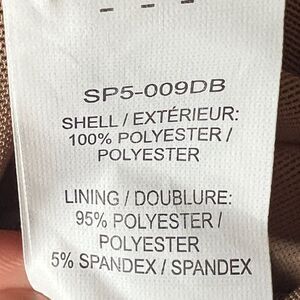 SP5-009DB
SHELL / EXTÉRIEUR:
100% POLYESTER /
POLYESTER
LINING / DOUBLURE:
95% POLYESTER /
POLYESTER
5% SPANDEX / SPANDEX